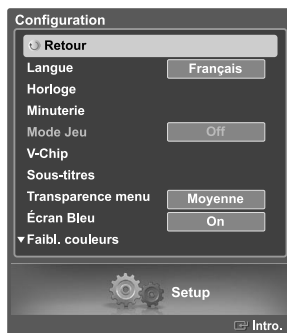 Configuration
Retour
Langue Français
Horloge
Minuterie
Mode Jeu Off
V-Chip
Sous-titres
Transparence menu Moyenne
Écran Bleu On
▼Faibl. couleurs
Setup
Intro.